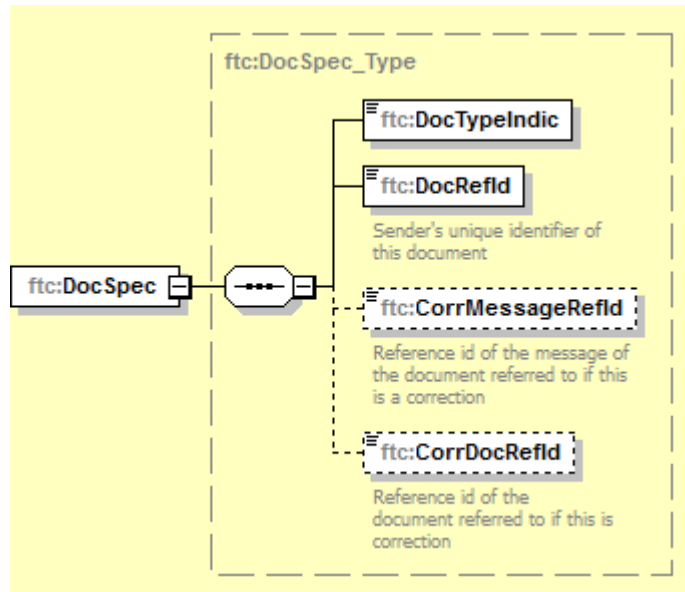 ftc:DocSpec_Type
ftc:DocTypeIndic
ftc:DocRefId
Sender's unique identifier of
this document
ftc:DocSpec
ftc:CorrMessageRefId
Reference id of the message of
the document referred to if this
is a correction
ftc:CorrDocRefId
Reference id of the
document referred to if this is
correction